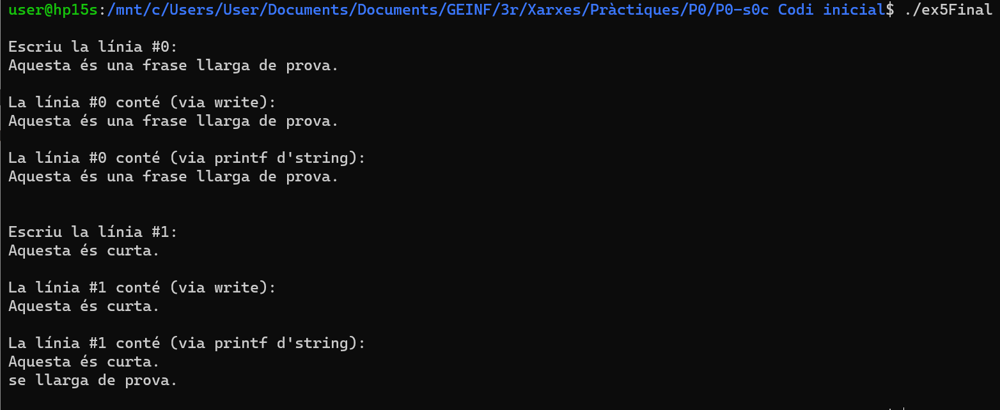 user@hp15s:/mnt/c/Users/User/Documents/Documents/GEINF/3r/Xarxes/Pràctiques/P0/P0-s0c Codi inicial$ ./ex5Final
Escriu la línia #0:
Aquesta és una frase llarga de prova.
La línia #0 conté (via write):
Aquesta és una frase llarga de prova.
La línia #0 conté (via printf d'string):
Aquesta és una frase llarga de prova.
Escriu la línia #1:
Aquesta és curta.
La línia #1 conté (via write):
Aquesta és curta.
La línia #1 conté (via printf d'string):
Aquesta és curta.
se llarga de prova.